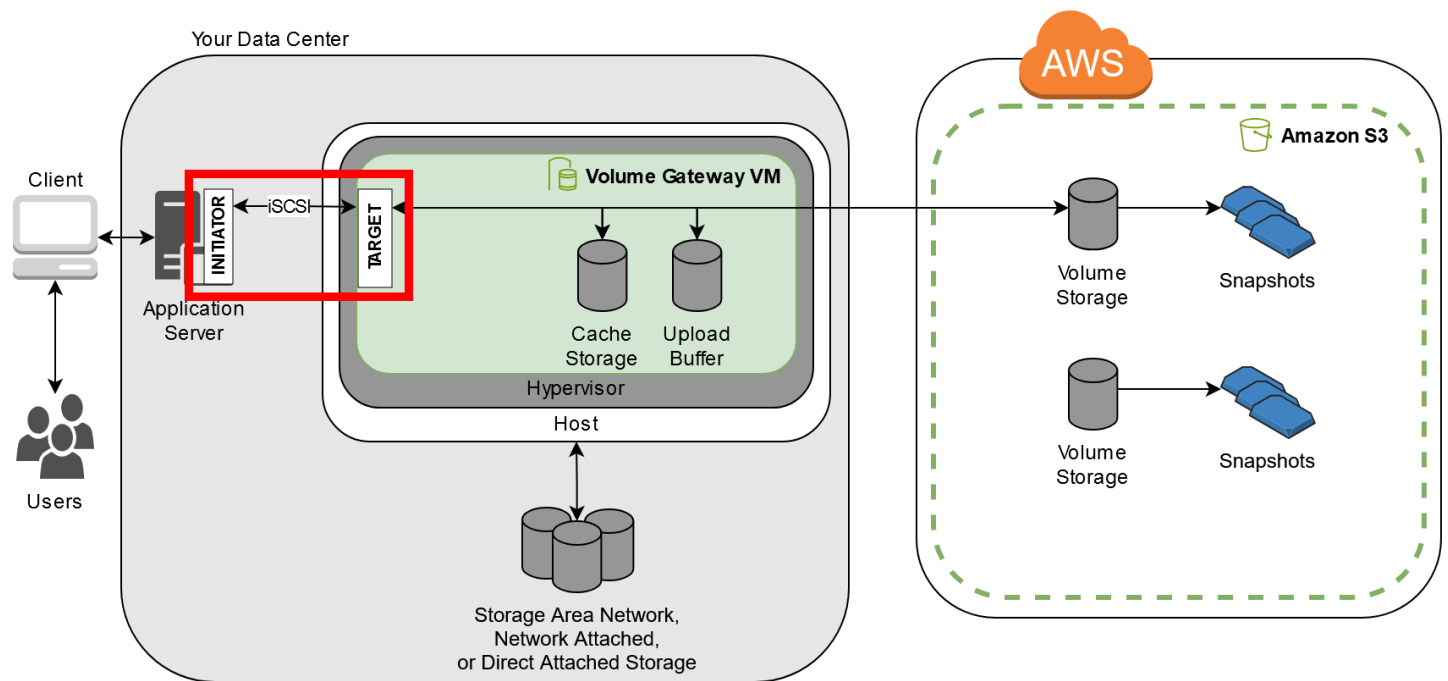 Your Data Center
AWS
Amazon S3
Client
Volume Gateway VM
INITIATOR
iSCSI
TARGET
Application
Server
Cache
Storage
Upload
Buffer
Hypervisor
Host
Users
Storage Area Network,
Network Attached,
or Direct Attached Storage
Volume
Storage
Snapshots
Volume
Storage
Snapshots